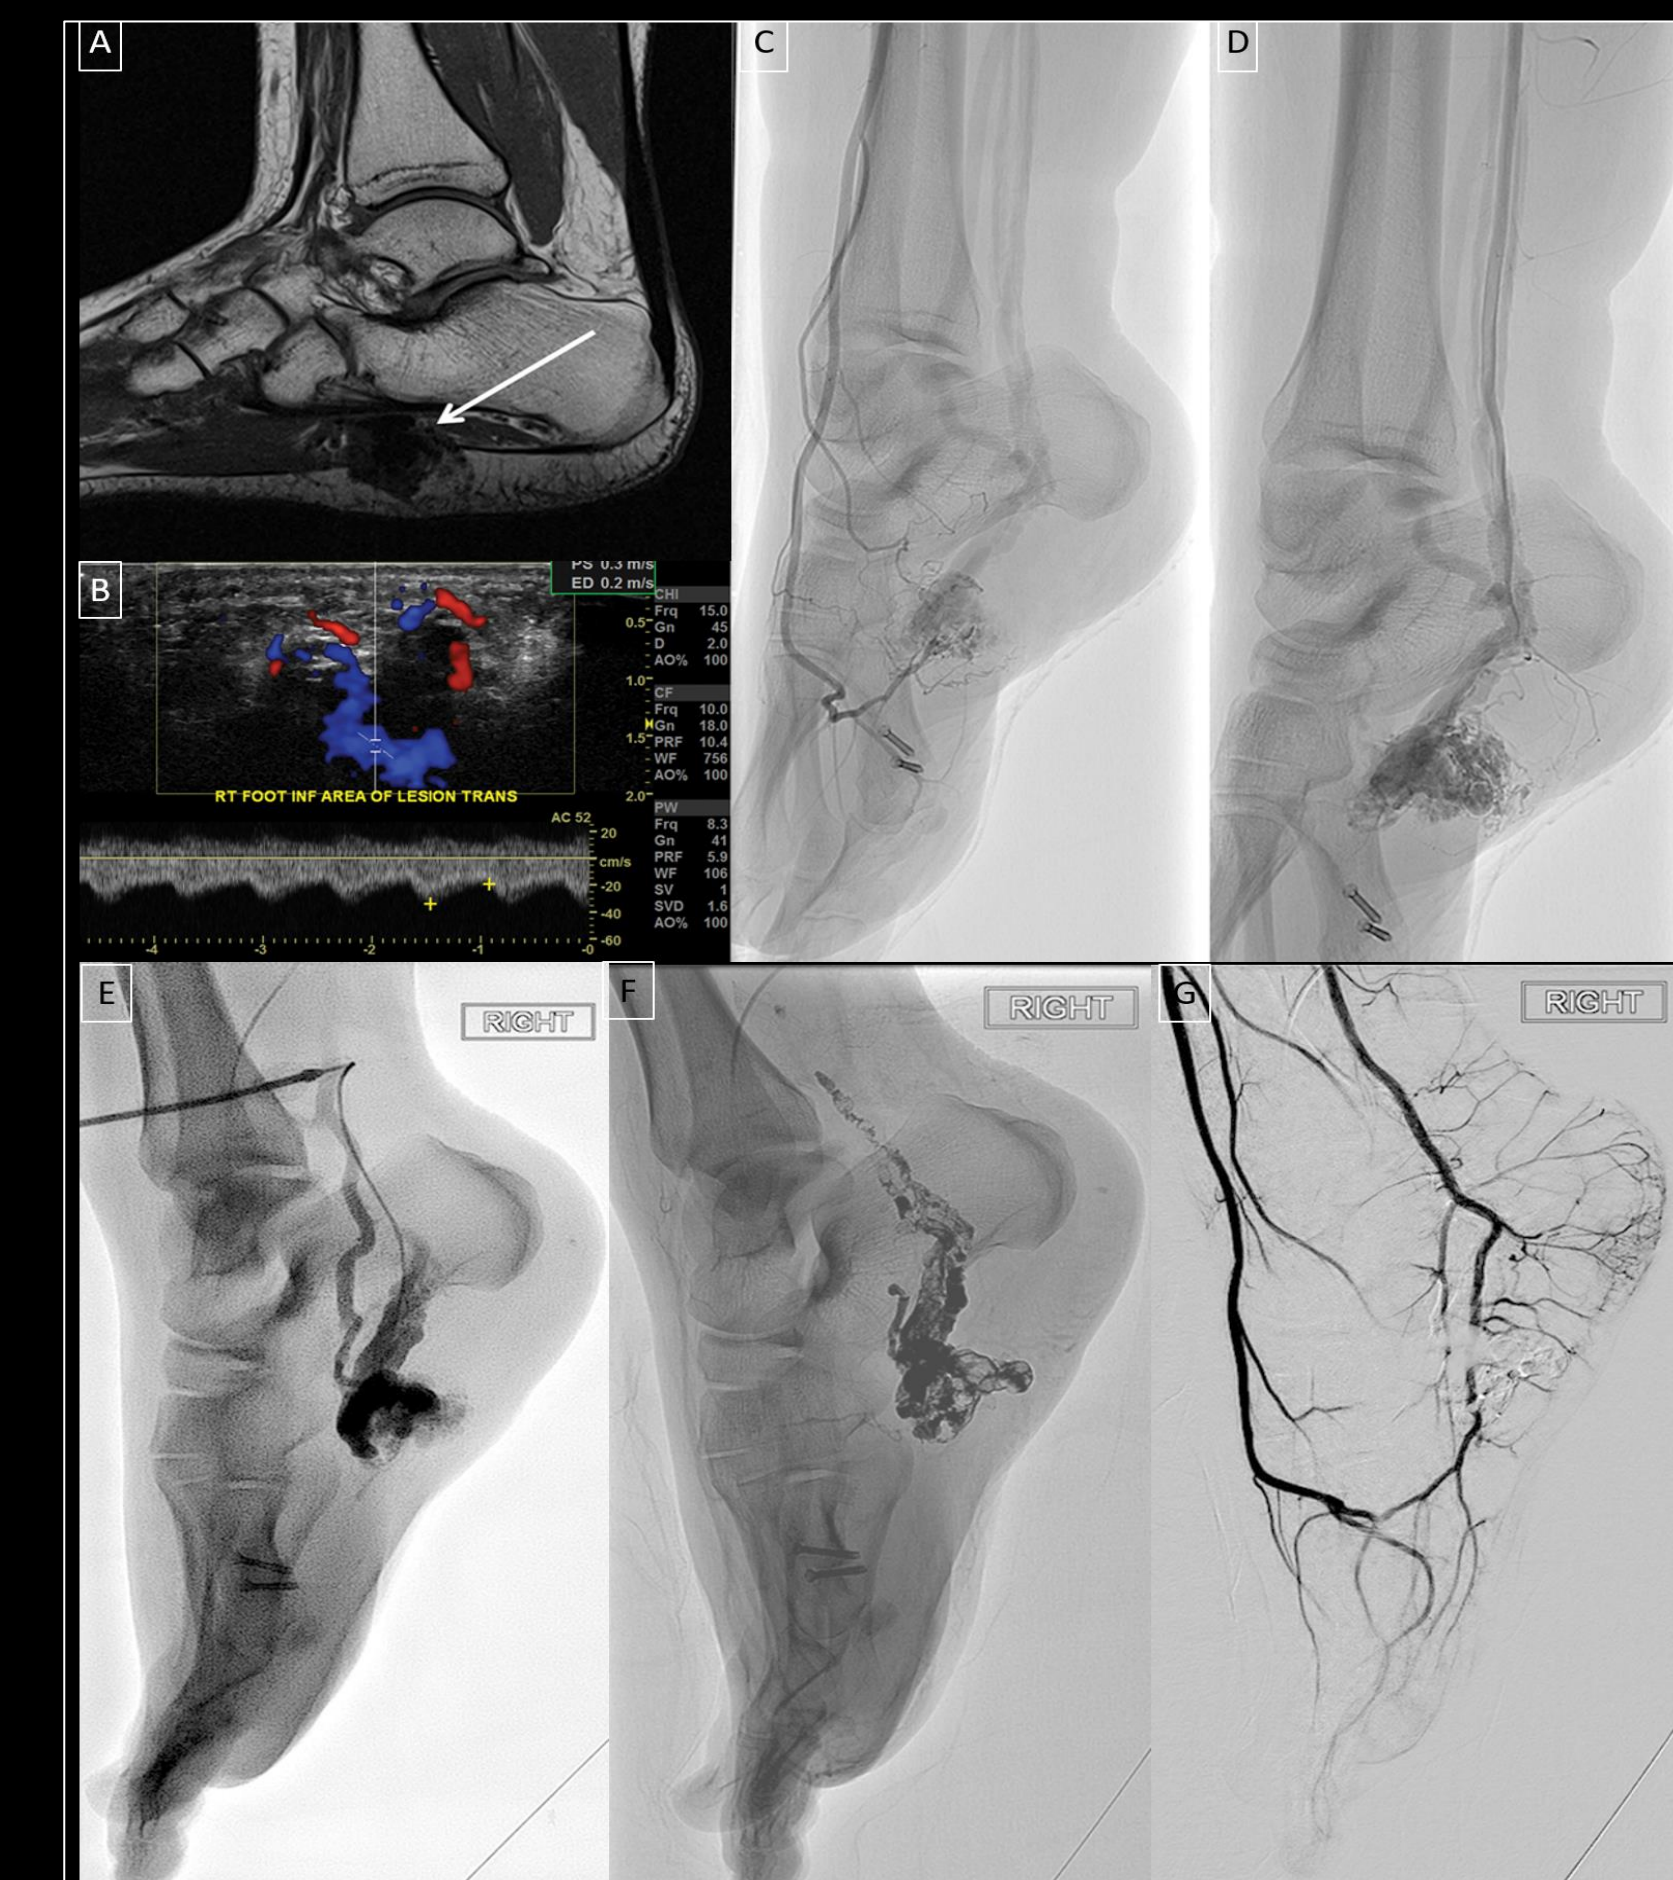 A
B
C
D
E
F
G
PS 0.3 m/s
ED 0.2 m/s
CHI
Frq 15.0
Gn 45
D 2.0
AO% 100
CF
Frq 10.0
Gn 18.0
PRF 10.4
WF 756
AO% 100
PW
Frq 8.3
Gn 41
PRF 5.9
WF 106
SV 1
SVD 1.6
AO% 100
0.5
1.0
1.5
2.0
RT FOOT INF AREA OF LESION TRANS
AC 52
20
cm/s
-20
-40
-60
-4
-3
-2
-1
-0
RIGHT
RIGHT
RIGHT